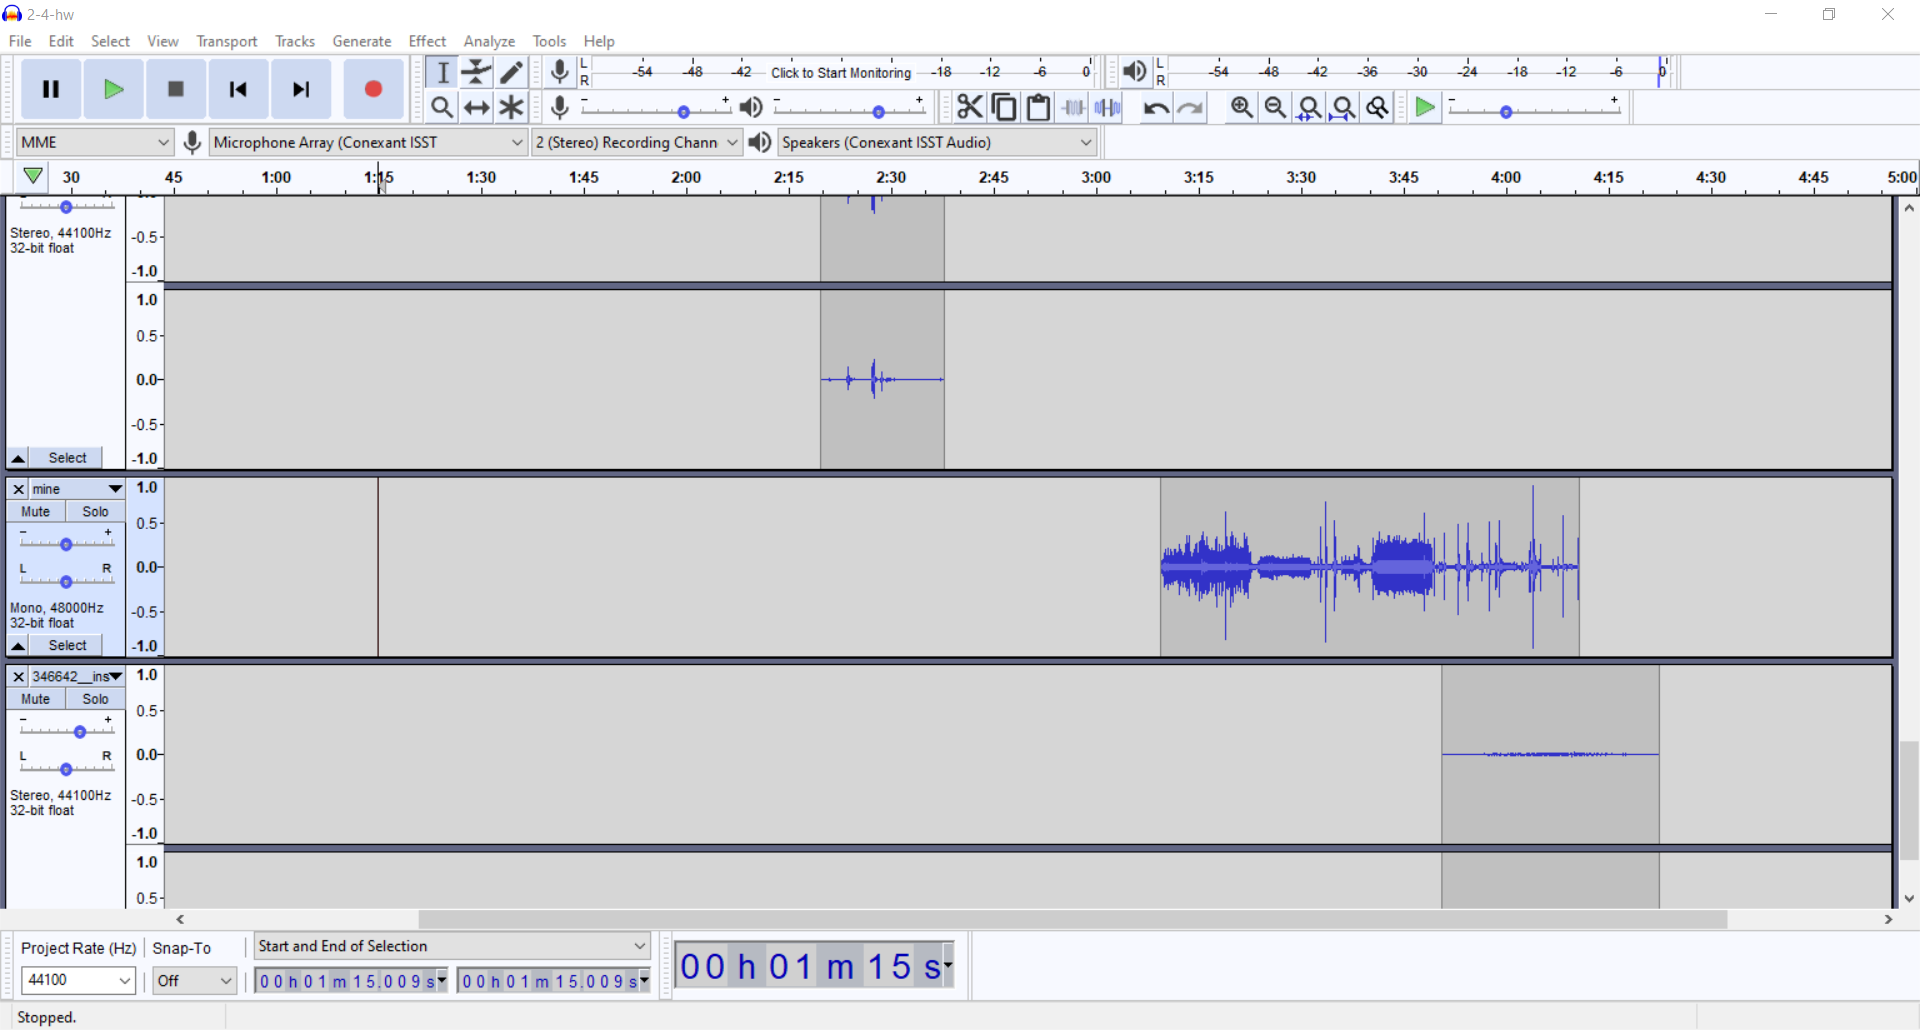 2-4-hw
File Edit Select View Transport Tracks Generate Effect Analyze Tools Help
L
R
-54 -48 -42 Click to Start Monitoring -18 -12 -6 0
L
R
-54 -48 -42 -36 -30 -24 -18 -12 -6 0
- +
- +
- +
MME
Microphone Array (Conexant ISST
2 (Stereo) Recording Chann
Speakers (Conexant ISST Audio)
30 45 1:00 1:15 1:30 1:45 2:00 2:15 2:30 2:45 3:00 3:15 3:30 3:45 4:00 4:15 4:30 4:45 5:00
Stereo, 44100Hz
32-bit float
-0.5-
-1.0
1.0
0.5-
0.0-
-0.5-
-1.0
Select
mine
Mute Solo
- +
L R
Mono, 48000Hz
32-bit float
Select
1.0
0.5-
0.0-
-0.5-
-1.0
346642__ins
Mute Solo
- +
L R
Stereo, 44100Hz
32-bit float
1.0
0.5-
0.0-
-0.5-
-1.0
1.0
0.5-
Project Rate (Hz) Snap-To
Start and End of Selection
44100
Off
00 h 01 m 15.009 s
00 h 01 m 15.009 s
00 h 01 m 15 s
Stopped.